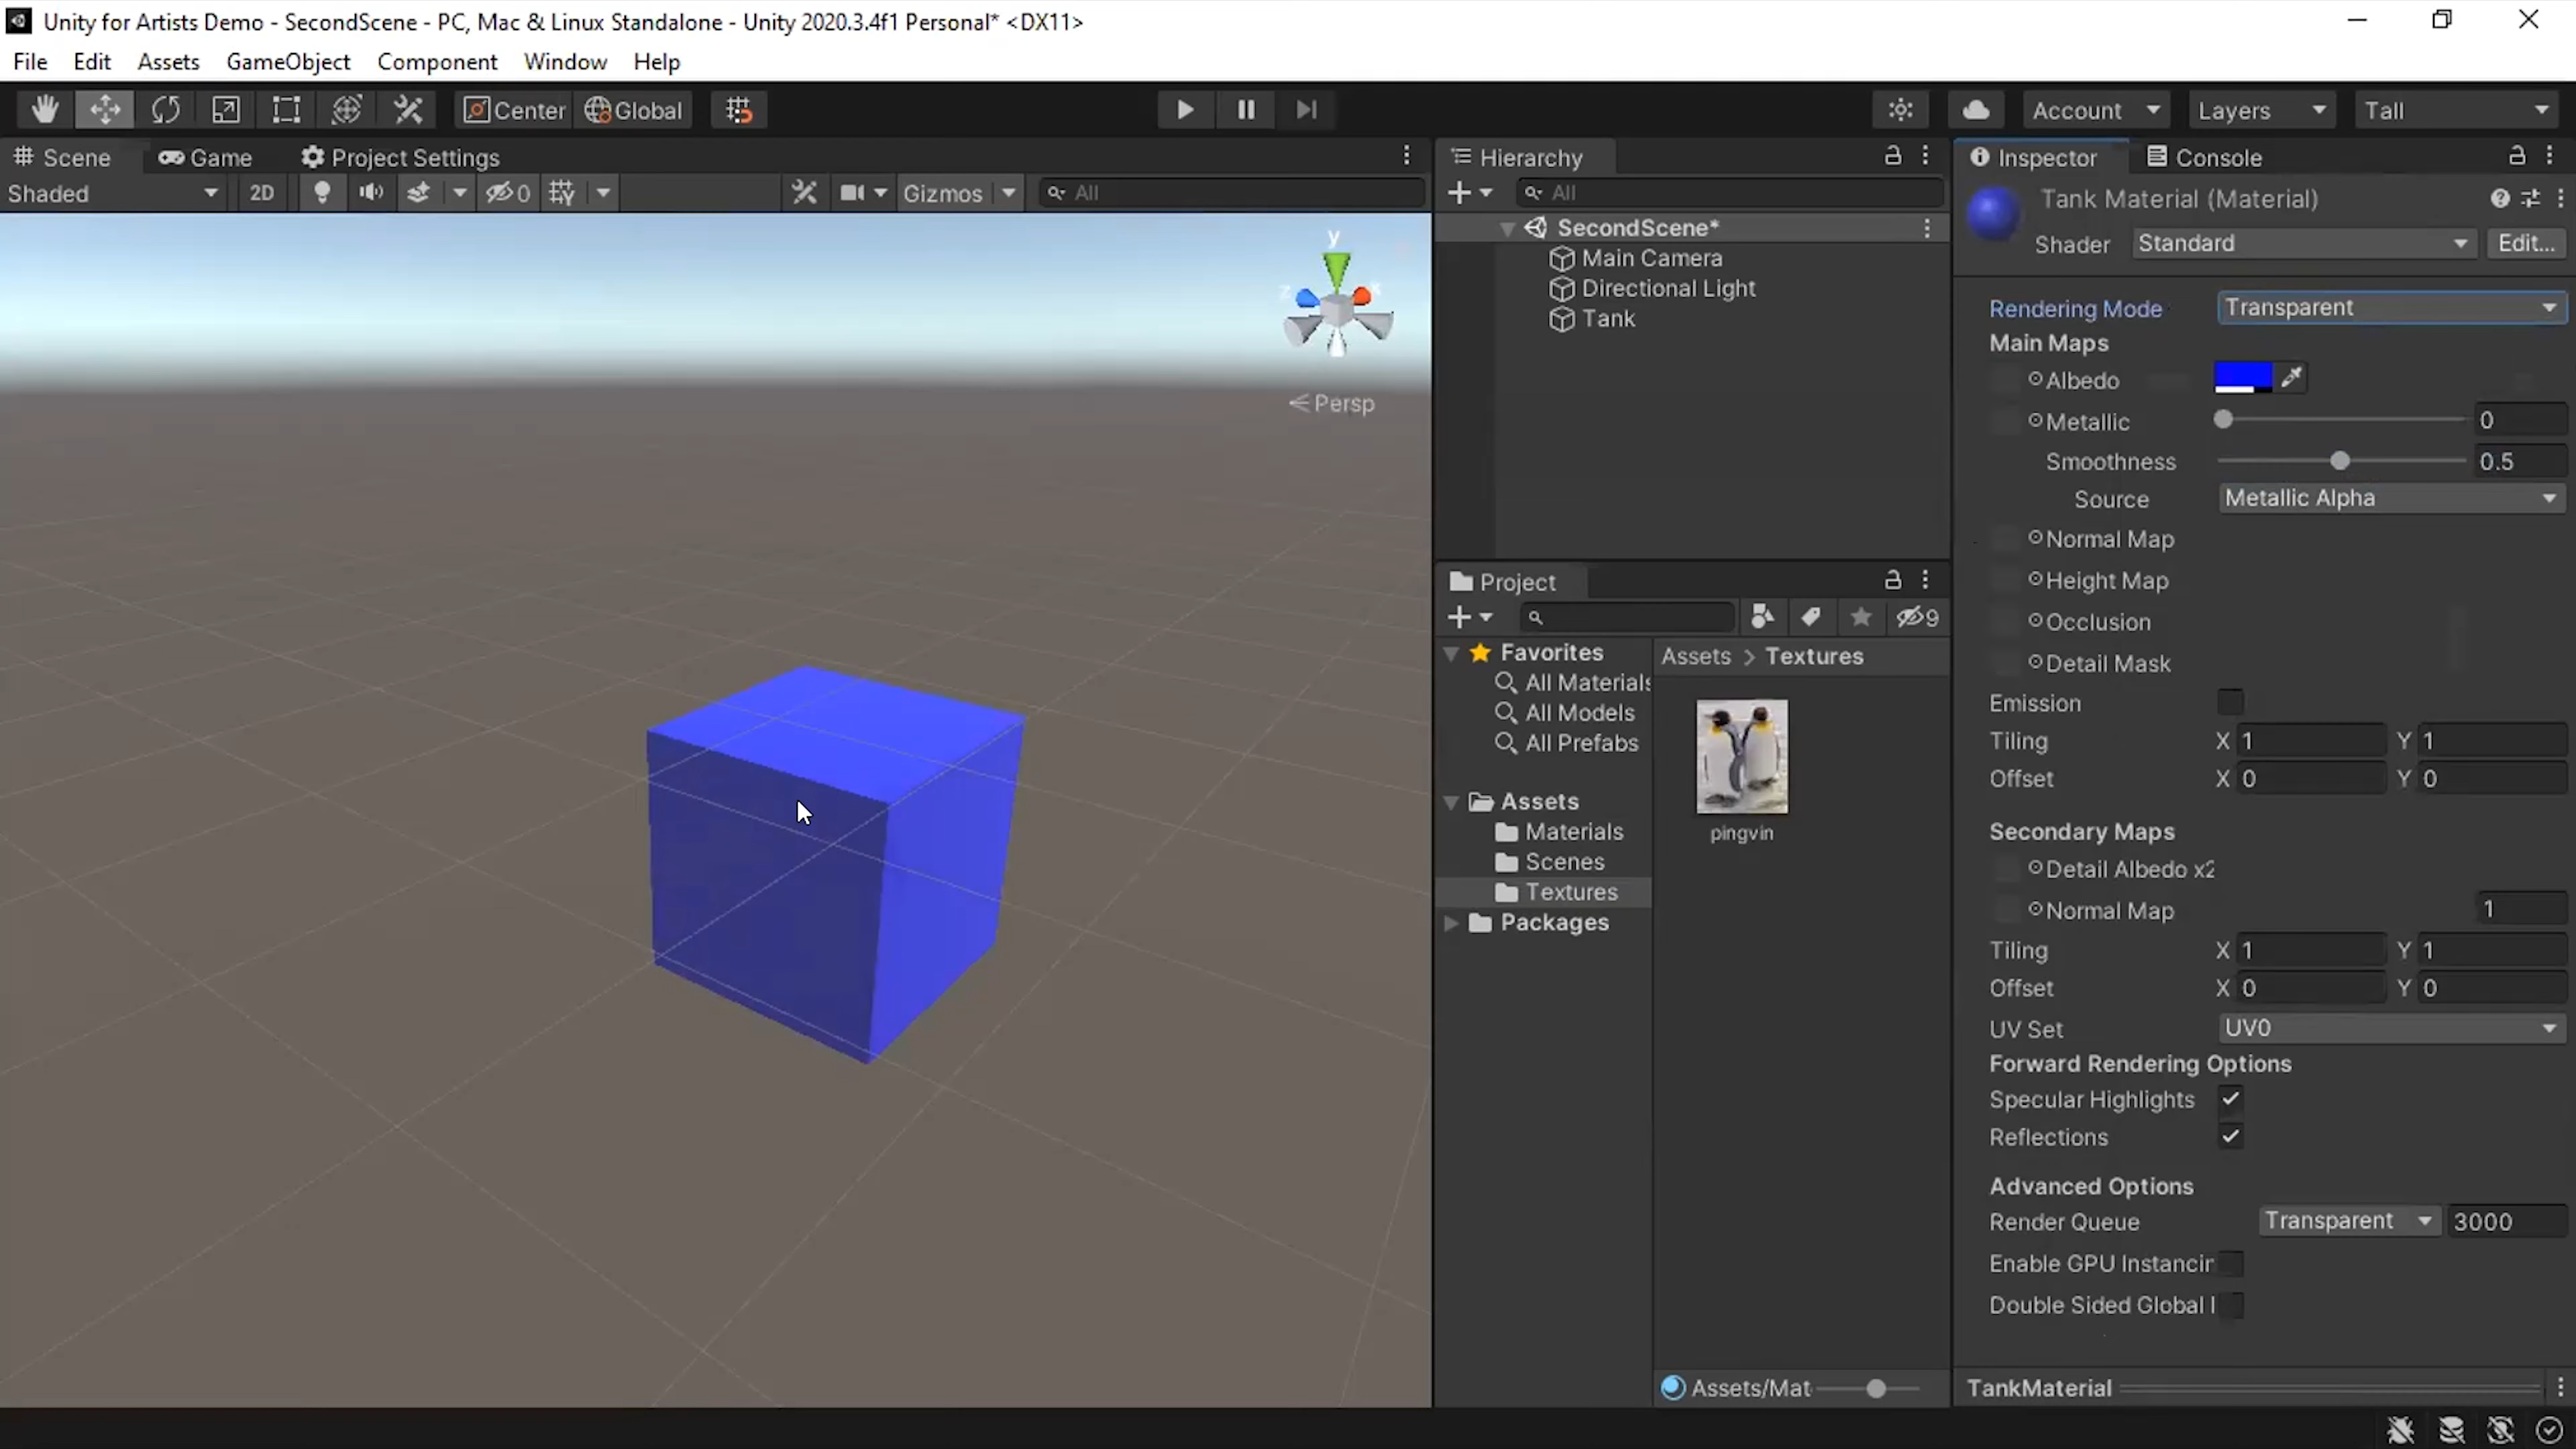 Unity for Artists Demo - SecondScene - PC, Mac & Linux Standalone - Unity 2020.3.4f1 Personal* <DX11>
File Edit Assets GameObject Component Window Help
Center Global Account Layers Tall
Scene Game Project Settings
Shaded 2D 0 Gizmos All
y
z x
Persp
Hierarchy
All
SecondScene*
Main Camera
Directional Light
Tank
Project
9
Favorites
All Materials
All Models
All Prefabs
Assets
Materials
Scenes
Textures
Packages
Assets > Textures
pingvin
Assets/Mat
Inspector Console
Tank Material (Material)
Shader Standard Edit...
Rendering Mode Transparent
Main Maps
Albedo
Metallic 0
Smoothness 0.5
Source Metallic Alpha
Normal Map
Height Map
Occlusion
Detail Mask
Emission
Tiling X 1 Y 1
Offset X 0 Y 0
Secondary Maps
Detail Albedo x2
Normal Map 1
Tiling X 1 Y 1
Offset X 0 Y 0
UV Set UV0
Forward Rendering Options
Specular Highlights
Reflections
Advanced Options
Render Queue Transparent 3000
Enable GPU Instancin
Double Sided Global I
TankMaterial